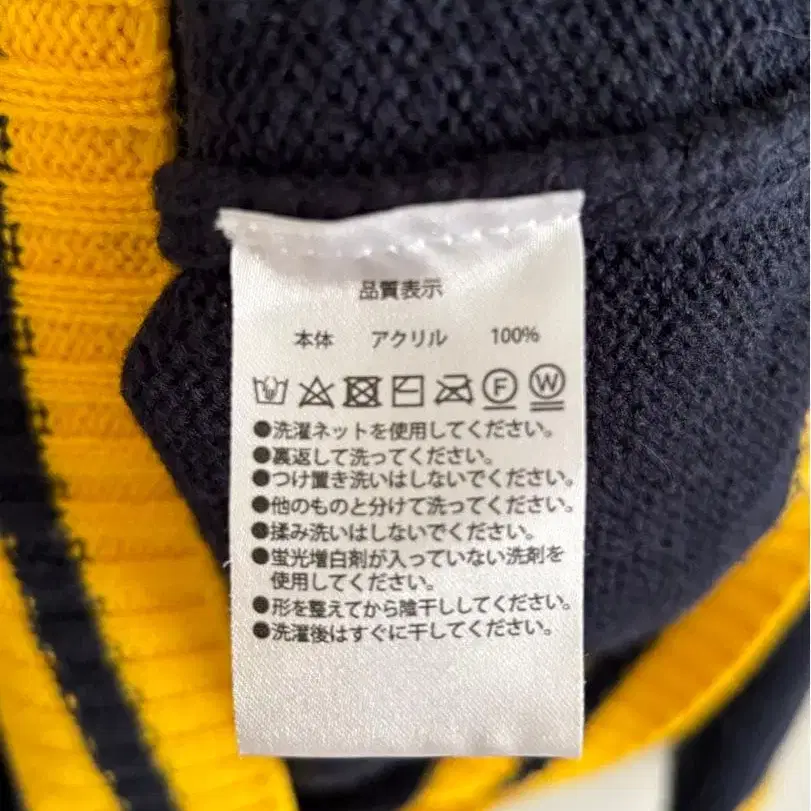 品質表示
本体 アクリル 100%
F W
●洗濯ネットを使用してください。
●裏返して洗ってください。
●つけ置き洗いはしないでください。
●他のものと分けて洗ってください。
●揉み洗いはしないでください。
●蛍光増白剤が入っていない洗剤を
使用してください。
●形を整えてから陰干ししてください。
●洗濯後はすぐに干してください。